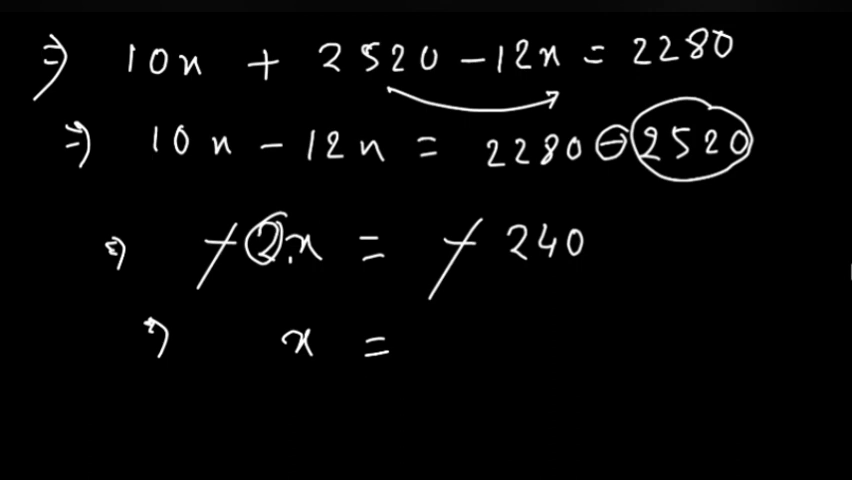 ⇒ 10x + 2520 - 12x = 2280
⇒ 10x - 12x = 2280 - 2520
⇒ -2x = -240
⇒ x =